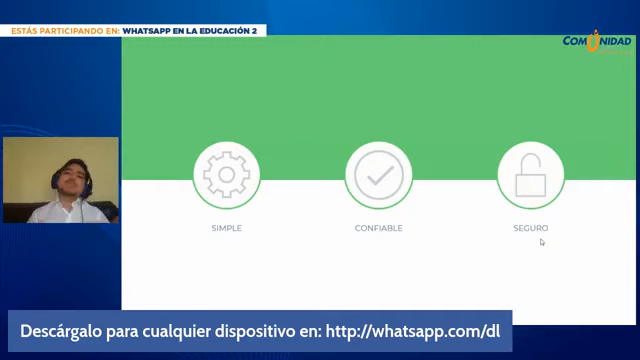 ESTÁS PARTICIPANDO EN: WHATSAPP EN LA EDUCACIÓN 2
COMUNIDAD
SIMPLE
CONFIABLE
SEGURO
Descárgalo para cualquier dispositivo en: http://whatsapp.com/dl